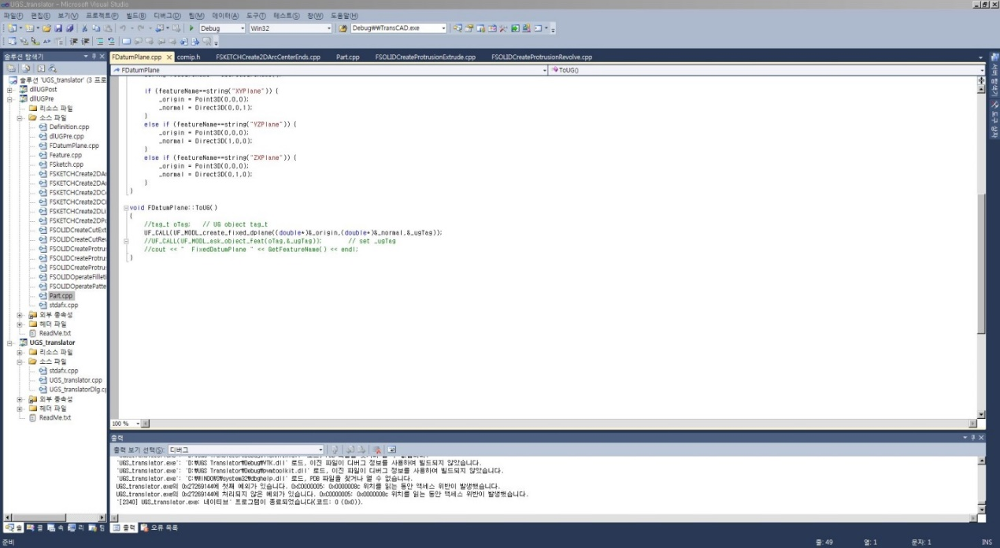 UGS_translator - Microsoft Visual Studio
파일(F) 편집(E) 보기(V) 프로젝트(P) 빌드(B) 디버그(D) 팀(M) 데이터(A) 도구(T) 테스트(S) 창(W) 도움말(H)
Debug Win32 Debug₩₩TransCAD.exe
솔루션 탐색기
FDatumPlane.cpp comip.h FSKETCHCreate2DArcCenterEnds.cpp Part.cpp FSOLIDCreateProtrusionExtrude.cpp FSOLIDCreateProtrusionRevolve.cpp
FDatumPlane ToUG()
솔루션 'UGS_translator' (3 프로
dllUGPost
dllUGPre
리소스 파일
소스 파일
Definition.cpp
dllUGPre.cpp
FDatumPlane.cpp
Feature.cpp
FSketch.cpp
FSKETCHCreate2DAr
FSKETCHCreate2DAr
FSKETCHCreate2DC
FSKETCHCreate2DCi
FSKETCHCreate2DLi
FSKETCHCreate2DPo
FSOLIDCreateCutExt
FSOLIDCreateCutRev
FSOLIDCreateProtru
FSOLIDCreateProtrus
FSOLIDCreateProtrus
FSOLIDOperateFilleti
FSOLIDOperatePatte
Part.cpp
stdafx.cpp
외부 종속성
헤더 파일
ReadMe.txt
UGS_translator
리소스 파일
소스 파일
stdafx.cpp
UGS_translator.cpp
UGS_translatorDlg.cp
외부 종속성
헤더 파일
ReadMe.txt
if (featureName==string("XYPlane")) {
_origin = Point3D(0,0,0);
_normal = Direct3D(0,0,1);
}
else if (featureName==string("YZPlane")) {
_origin = Point3D(0,0,0);
_normal = Direct3D(1,0,0);
}
else if (featureName==string("ZXPlane")) {
_origin = Point3D(0,0,0);
_normal = Direct3D(0,1,0);
}
}
void FDatumPlane::ToUG()
{
//tag_t oTag; // UG object tag_t
UF_CALL(UF_MODL_create_fixed_dplane((double*)&_origin,(double*)&_normal,&_ugTag));
//UF_CALL(UF_MODL_ask_object_feat(oTag,&_ugTag)); // set _ugTag
//cout << " FixedDatumPlane " << GetFeatureName() << endl;
}
서버 탐색기
도구 상자
100 %
출력
출력 보기 선택(S): 디버그
'UGS_translator.exe': 'D:₩UGS Translator₩Debug₩VTK.dll' 로드, 이진 파일이 디버그 정보를 사용하여 빌드되지 않았습니다.
'UGS_translator.exe': 'D:₩UGS Translator₩Debug₩pvmtoolkit.dll' 로드, 이진 파일이 디버그 정보를 사용하여 빌드되지 않았습니다.
'UGS_translator.exe': 'C:₩WINDOWS₩system32₩dbghelp.dll' 로드, PDB 파일을 찾거나 열 수 없습니다.
UGS_translator.exe의 0x27269144에 첫째 예외가 있습니다. 0xC0000005: 0x0000008c 위치를 읽는 동안 액세스 위반이 발생했습니다.
UGS_translator.exe의 0x27269144에 처리되지 않은 예외가 있습니다. 0xC0000005: 0x0000008c 위치를 읽는 동안 액세스 위반이 발생했습니다.
'[2340] UGS_translator.exe: 네이티브' 프로그램이 종료되었습니다(코드: 0 (0x0)).
솔 클 속 리 팀 출력 오류 목록
준비 줄: 49 열: 1 문자: 1 INS